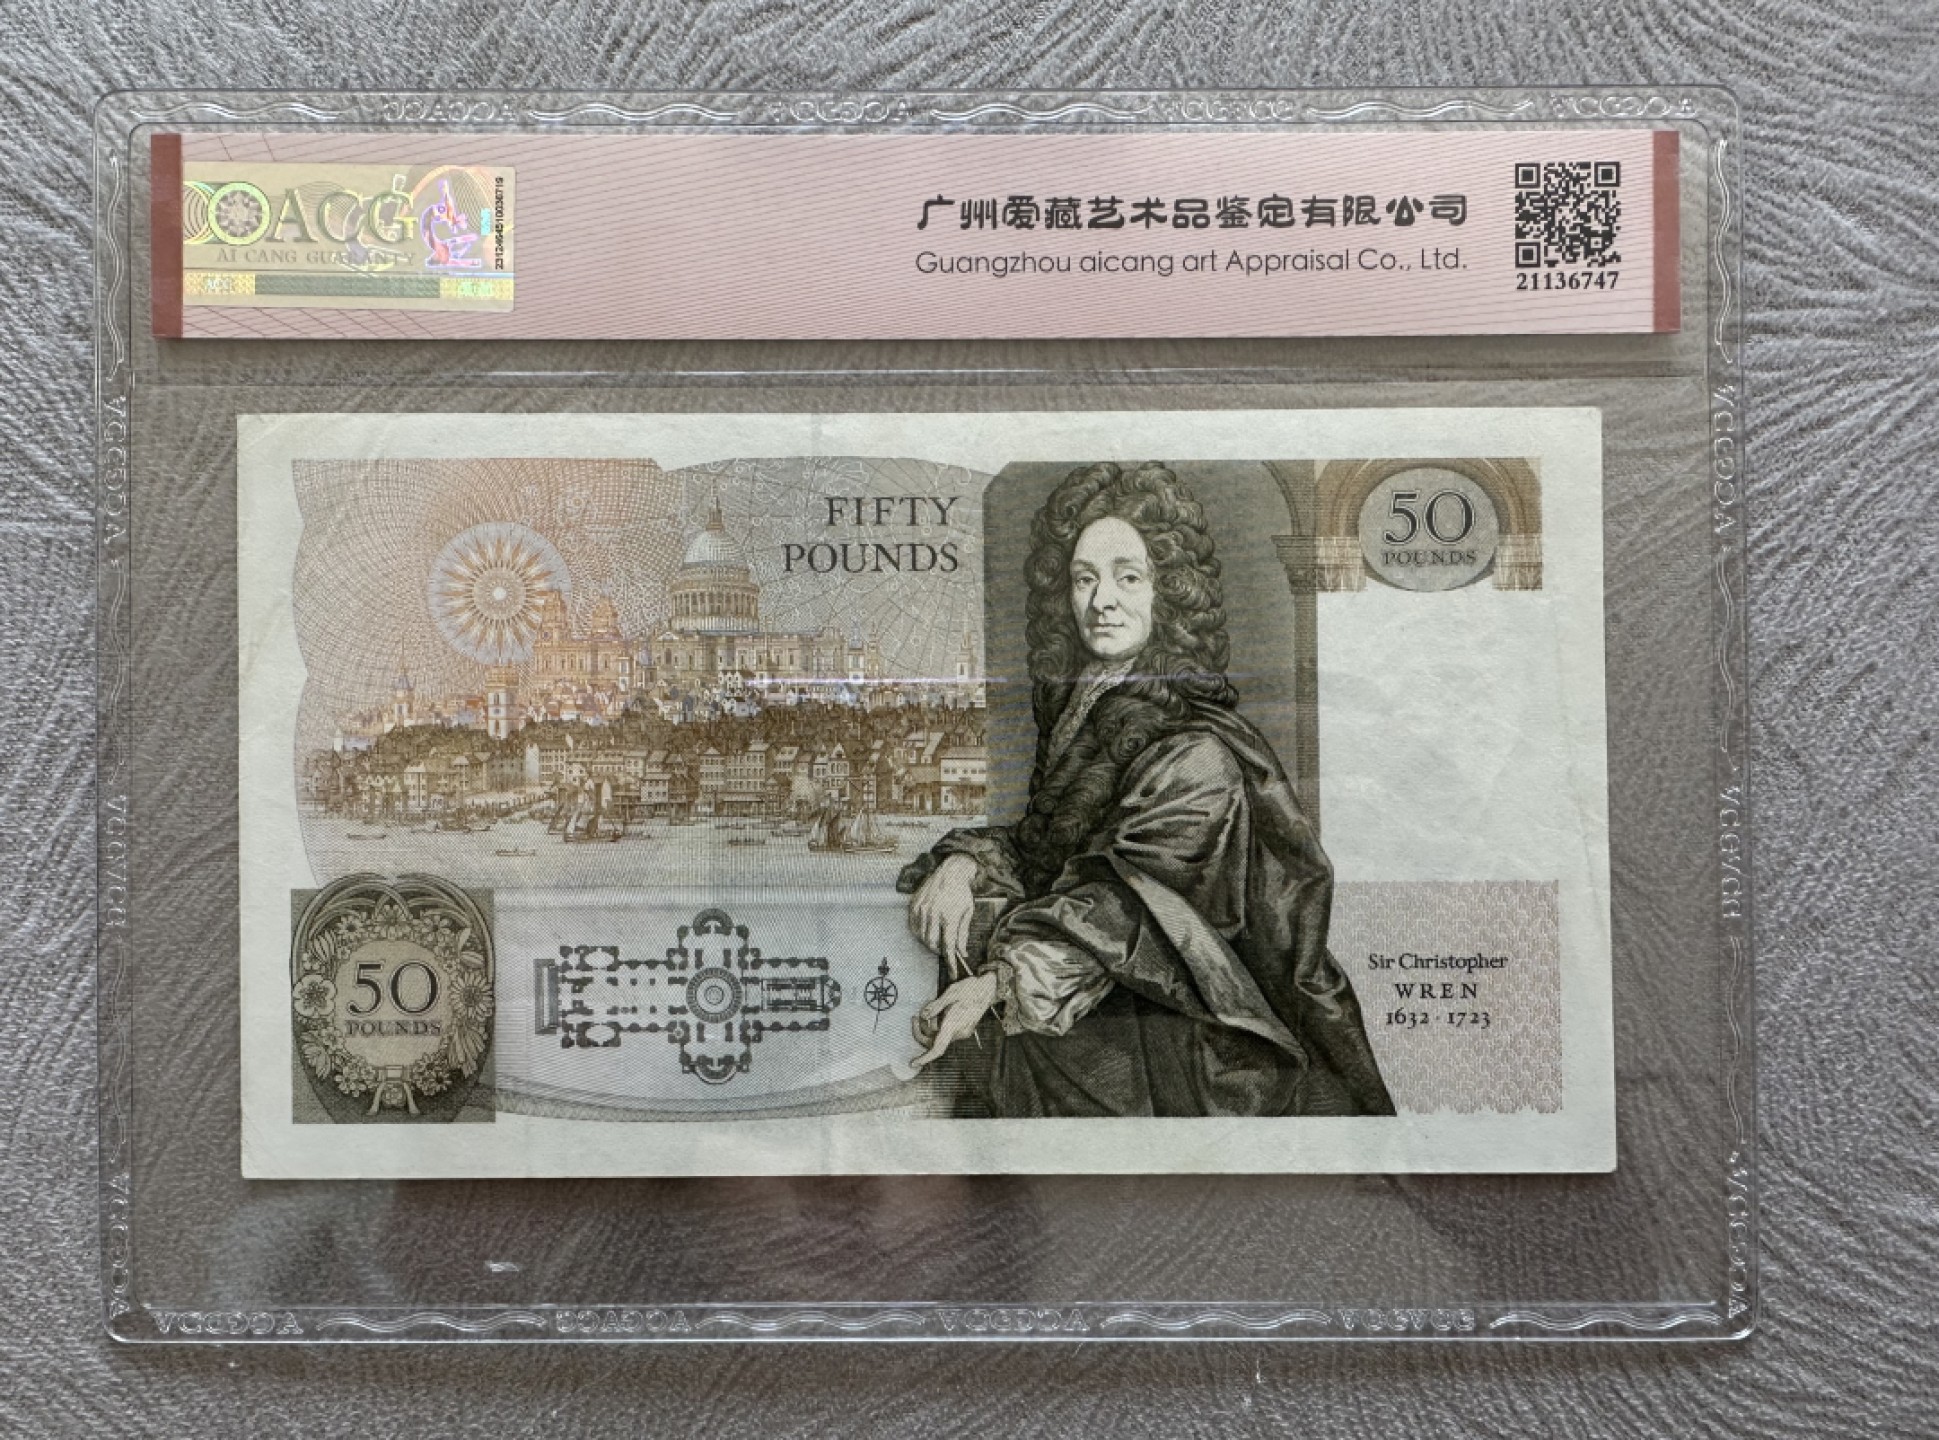 ACG
AI CANG GUARANTY
ACG
广州爱藏艺术品鉴定有限公司
Guangzhou aicang art Appraisal Co., Ltd.
21136747
FIFTY
POUNDS
50
POUNDS
50
POUNDS
Sir Christopher
WREN
1632 · 1723